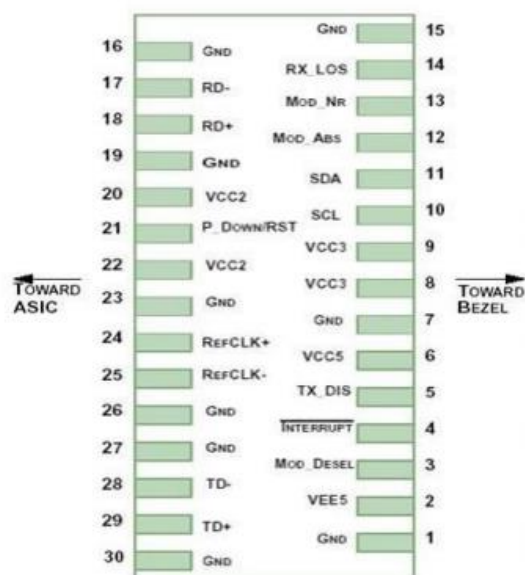 GND 15
16 GND
RX_LOS 14
17 RD-
MOD_NR 13
18 RD+
MOD_ABS 12
19 GND
SDA 11
20 VCC2
SCL 10
21 P_DOWN/RST
VCC3 9
22 VCC2
VCC3 8
TOWARD ASIC
TOWARD BEZEL
23 GND
GND 7
24 REFCLK+
VCC5 6
25 REFCLK-
TX_DIS 5
26 GND
INTERRUPT 4
27 GND
MOD_DESEL 3
28 TD-
VEE5 2
29 TD+
GND 1
30 GND